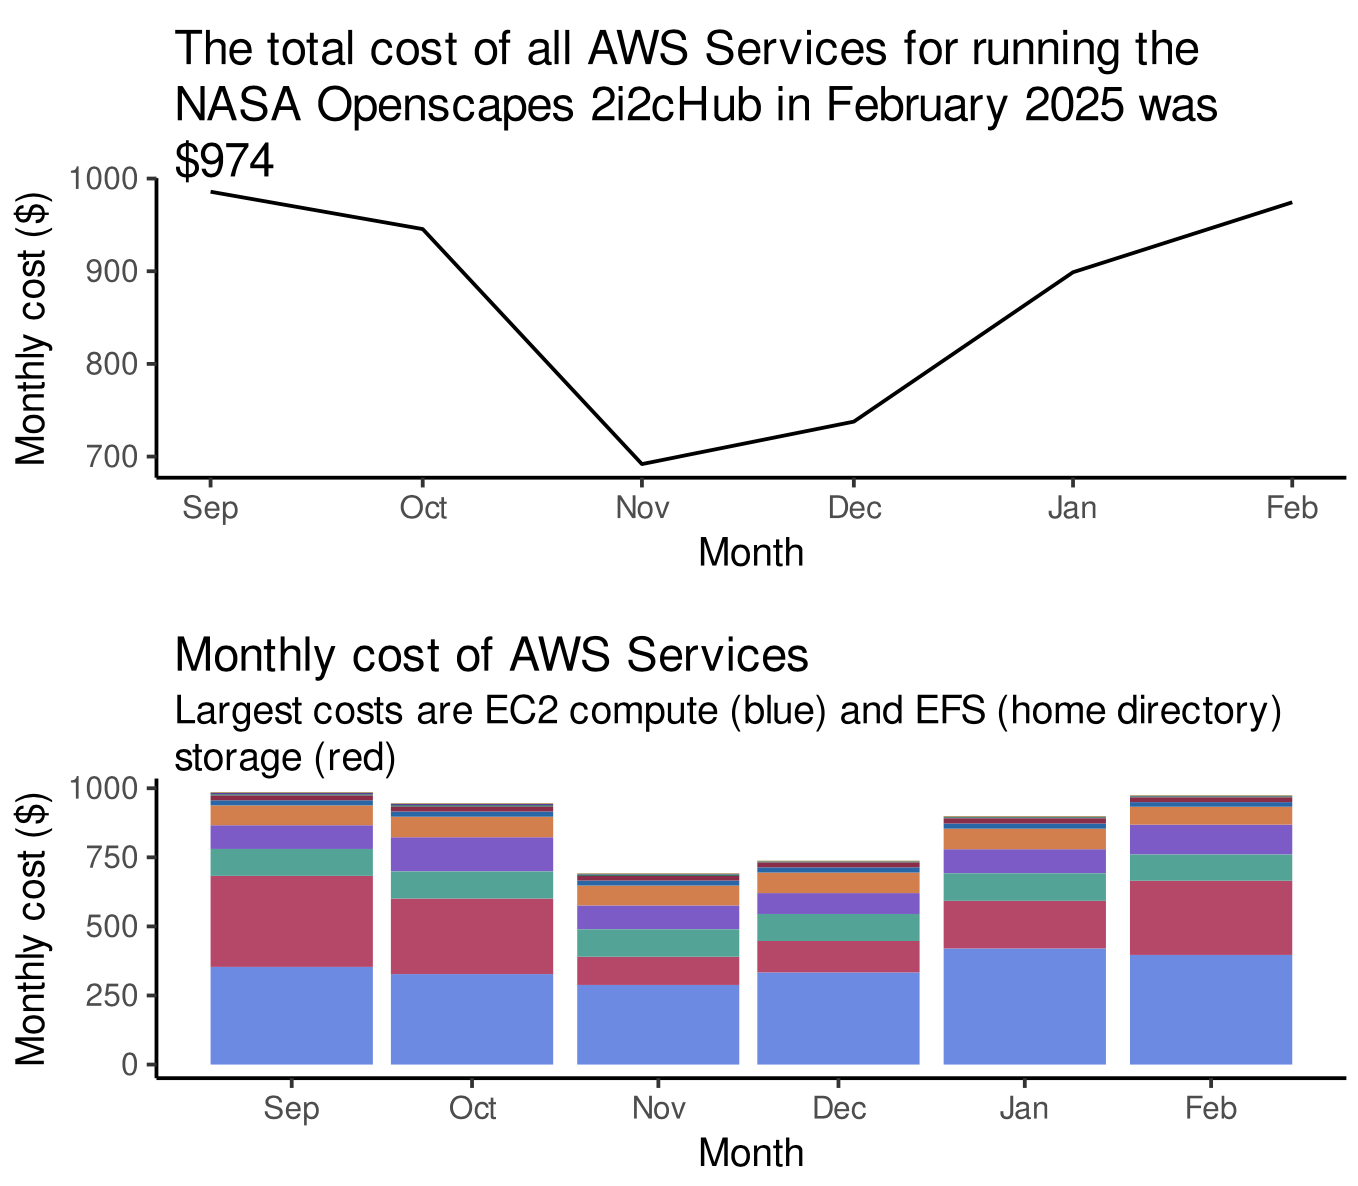 The total cost of all AWS Services for running the
NASA Openscapes 2i2cHub in February 2025 was
$974
Monthly cost ($)
1000
900
800
700
Sep Oct Nov Dec Jan Feb
Month
Monthly cost of AWS Services
Largest costs are EC2 compute (blue) and EFS (home directory)
storage (red)
Monthly cost ($)
1000
750
500
250
0
Sep Oct Nov Dec Jan Feb
Month